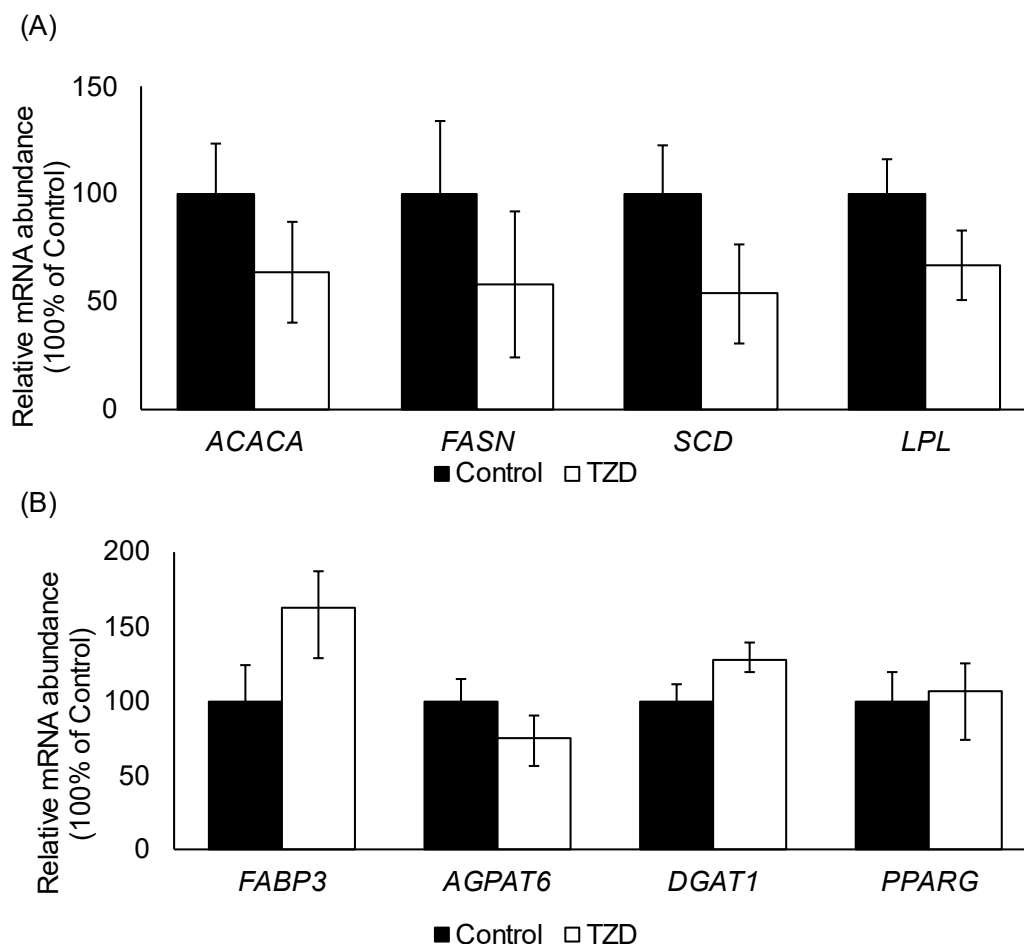 (A)
Relative mRNA abundance
(100% of Control)
150
100
50
0
ACACA FASN SCD LPL
Control TZD
(B)
Relative mRNA abundance
(100% of Control)
200
150
100
50
0
FABP3 AGPAT6 DGAT1 PPARG
Control TZD